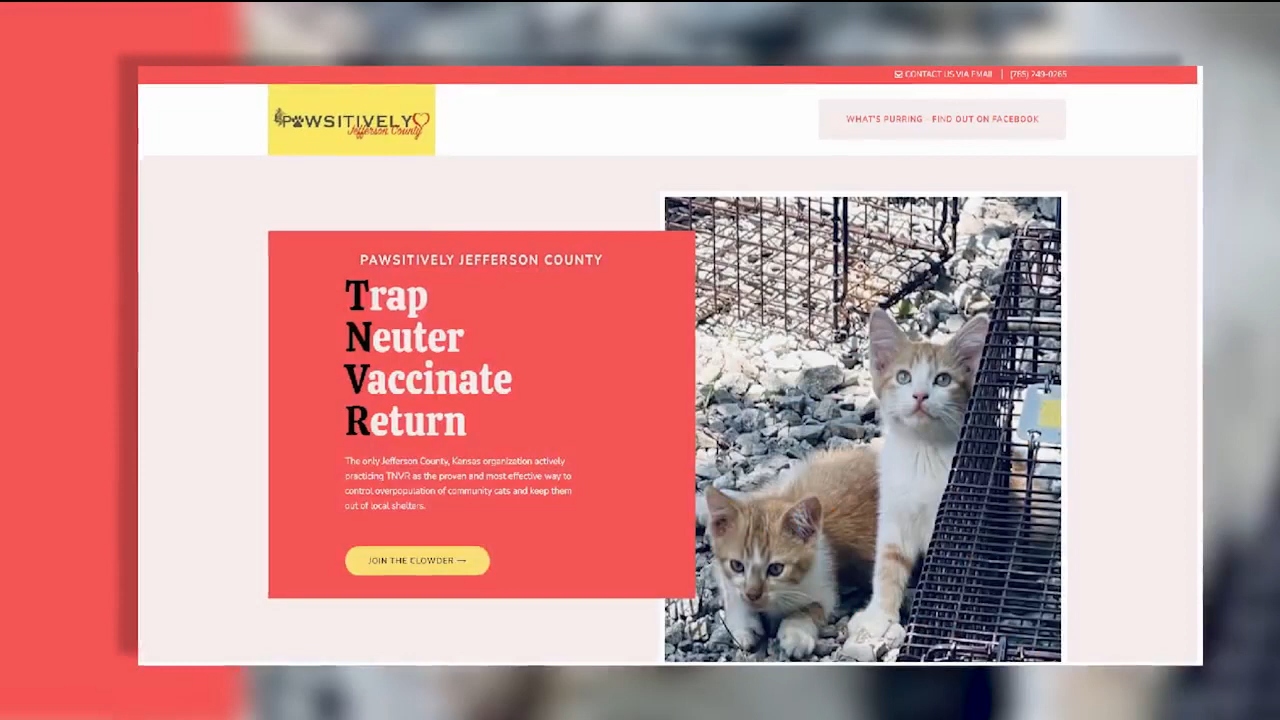 CONTACT US VIA EMAIL | (785) 249-0265
PAWSITIVELY
Jefferson County
WHAT'S PURRING - FIND OUT ON FACEBOOK
PAWSITIVELY JEFFERSON COUNTY
Trap
Neuter
Vaccinate
Return
The only Jefferson County, Kansas organization actively
practicing TNVR as the proven and most effective way to
control overpopulation of community cats and keep them
out of local shelters.
JOIN THE CLOWDER →